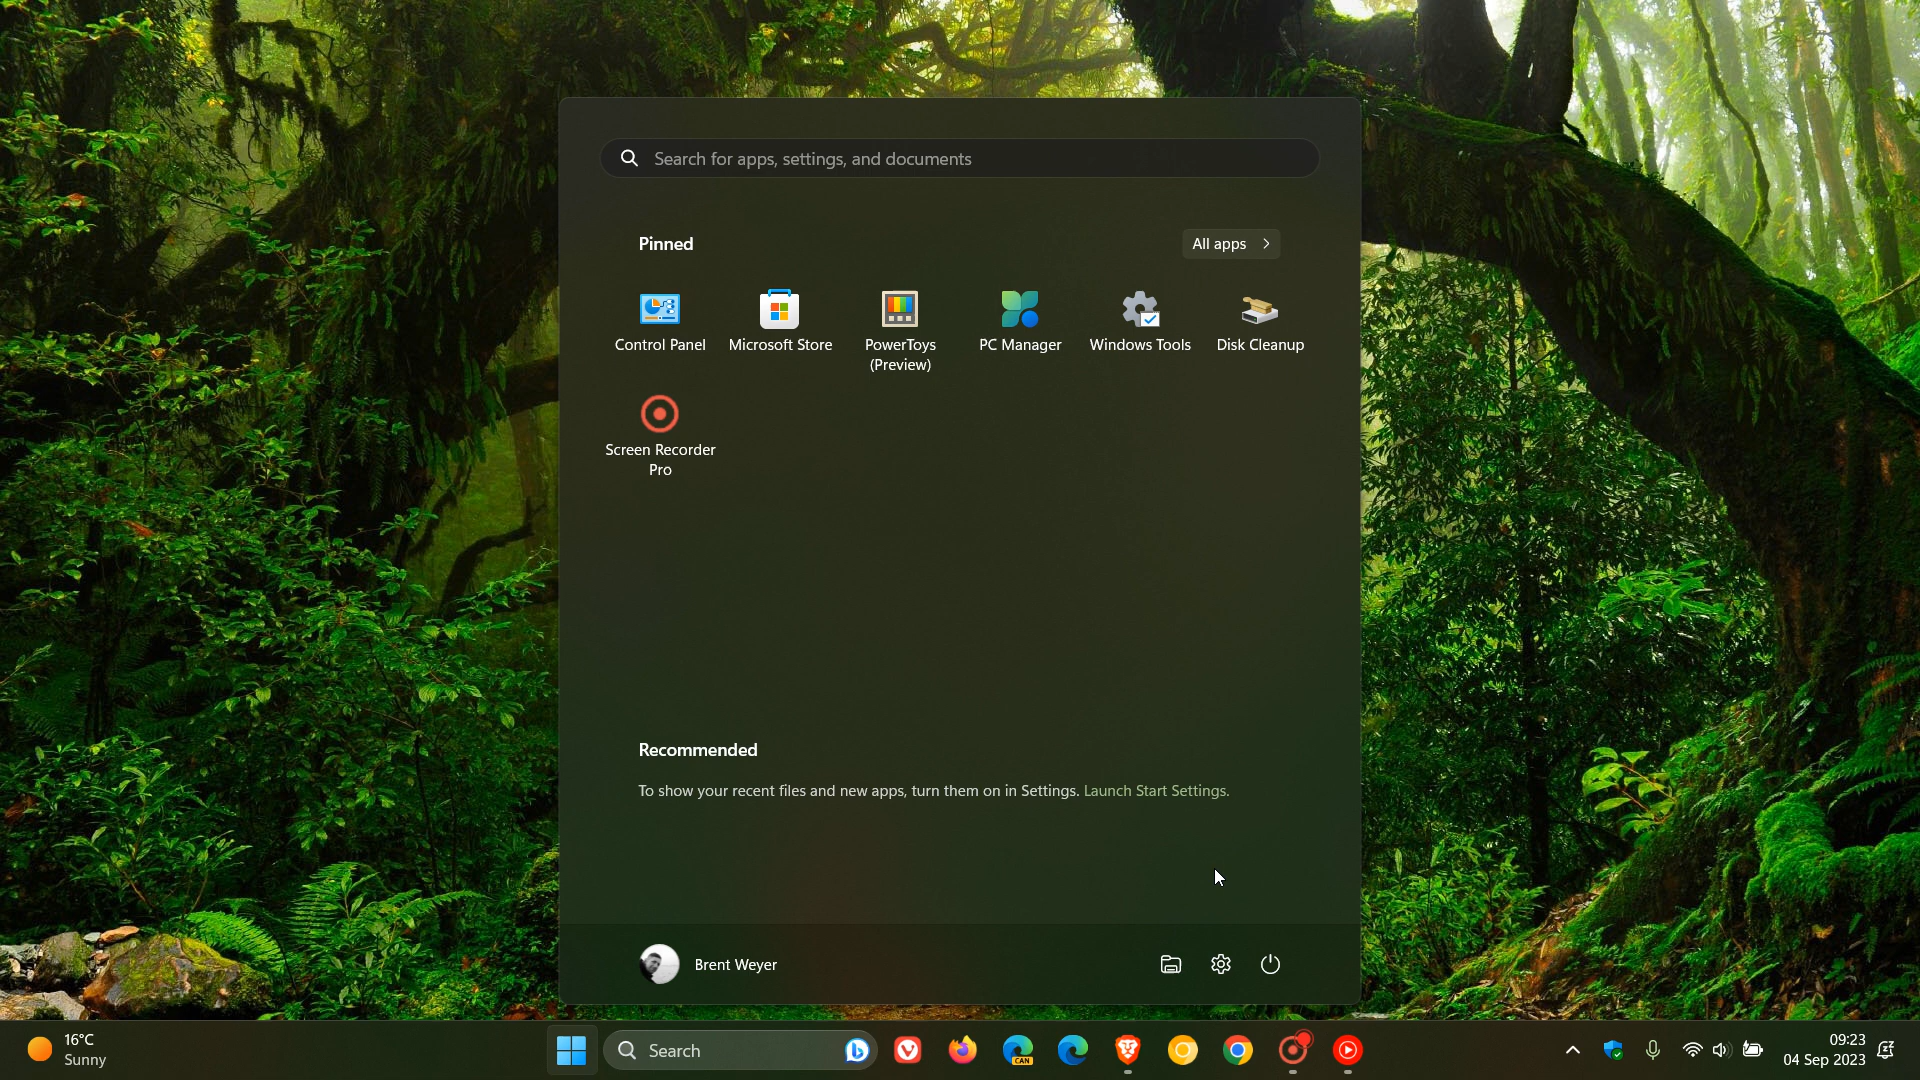 Search for apps, settings, and documents
Pinned
All apps
Control Panel
Microsoft Store
PowerToys
(Preview)
PC Manager
Windows Tools
Disk Cleanup
Screen Recorder
Pro
Recommended
To show your recent files and new apps, turn them on in Settings. Launch Start Settings.
Brent Weyer
16°C
Sunny
Search
CAN
09:23
04 Sep 2023